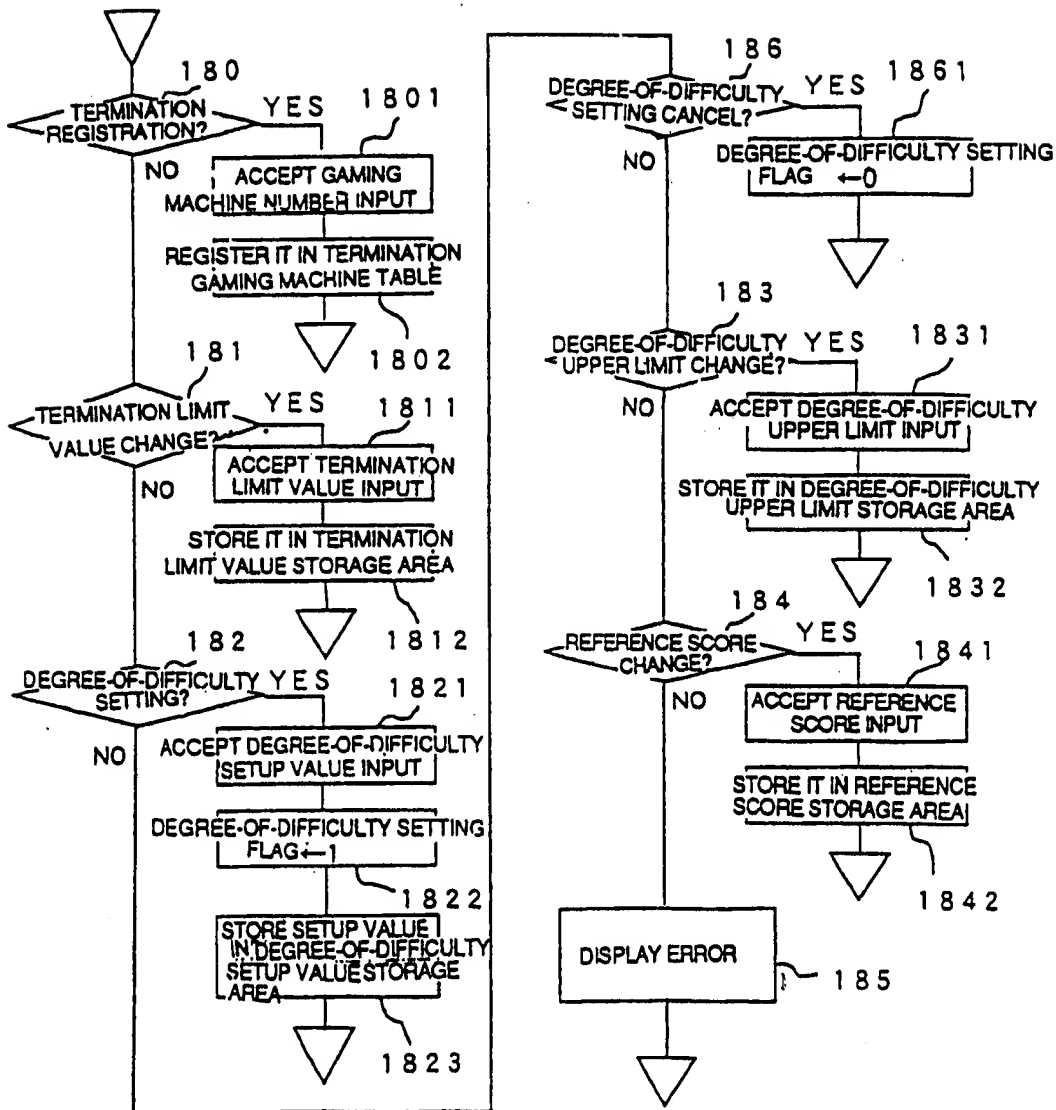 180
TERMINATION
REGISTRATION?
YES
NO
1801
ACCEPT GAMING
MACHINE NUMBER INPUT
REGISTER IT IN TERMINATION
GAMING MACHINE TABLE
1802
181
TERMINATION LIMIT
VALUE CHANGE?
YES
NO
1811
ACCEPT TERMINATION
LIMIT VALUE INPUT
STORE IT IN TERMINATION
LIMIT VALUE STORAGE AREA
1812
182
DEGREE-OF-DIFFICULTY
SETTING?
YES
NO
1821
ACCEPT DEGREE-OF-DIFFICULTY
SETUP VALUE INPUT
DEGREE-OF-DIFFICULTY SETTING
FLAG←1
1822
STORE SETUP VALUE
IN DEGREE-OF-DIFFICULTY
SETUP VALUE STORAGE
AREA
1823
186
DEGREE-OF-DIFFICULTY
SETTING CANCEL?
YES
NO
1861
DEGREE-OF-DIFFICULTY SETTING
FLAG ←0
183
DEGREE-OF-DIFFICULTY
UPPER LIMIT CHANGE?
YES
NO
1831
ACCEPT DEGREE-OF-DIFFICULTY
UPPER LIMIT INPUT
STORE IT IN DEGREE-OF-DIFFICULTY
UPPER LIMIT STORAGE AREA
1832
184
REFERENCE SCORE
CHANGE?
YES
NO
1841
ACCEPT REFERENCE
SCORE INPUT
STORE IT IN REFERENCE
SCORE STORAGE AREA
1842
DISPLAY ERROR
185